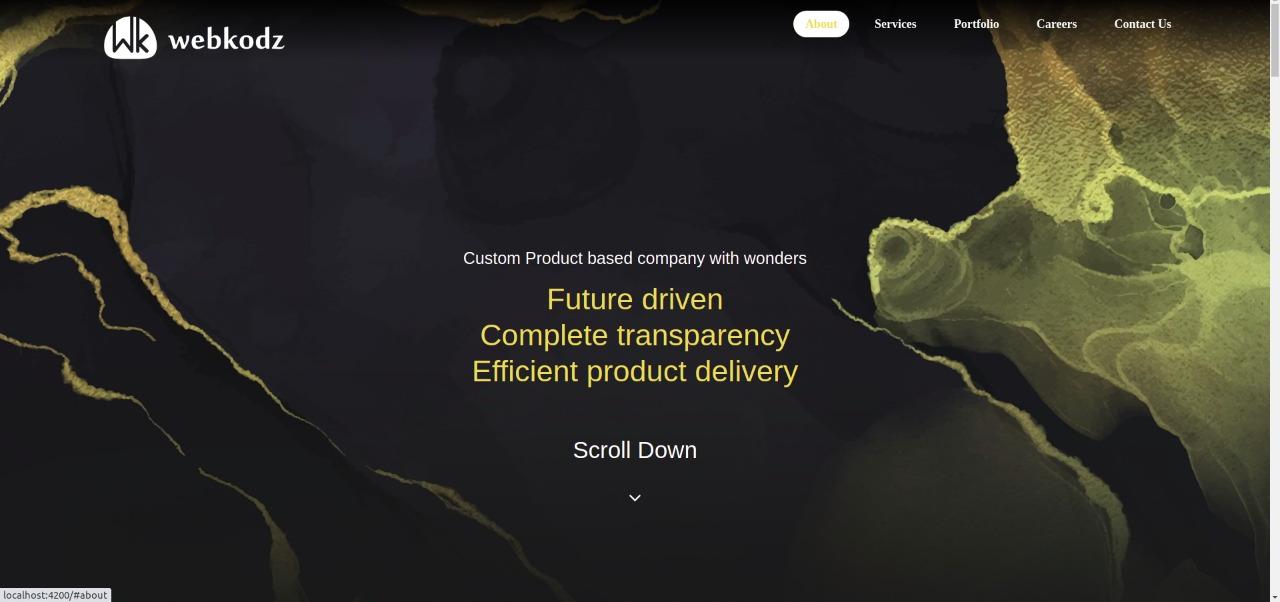 Wk webkodz
About Services Portfolio Careers Contact Us
Custom Product based company with wonders
Future driven
Complete transparency
Efficient product delivery
Scroll Down
localhost:4200/#about